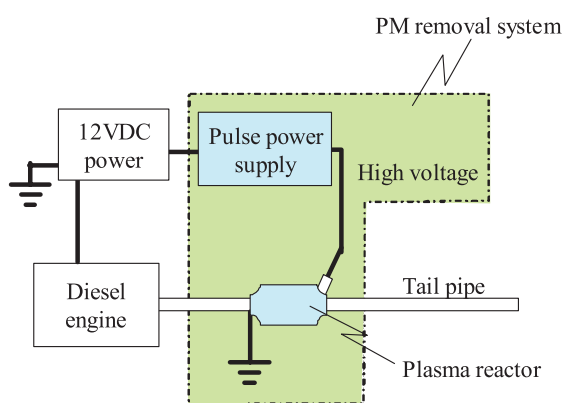 PM removal system
12VDC
power
Pulse power
supply
High voltage
Diesel
engine
Tail pipe
Plasma reactor